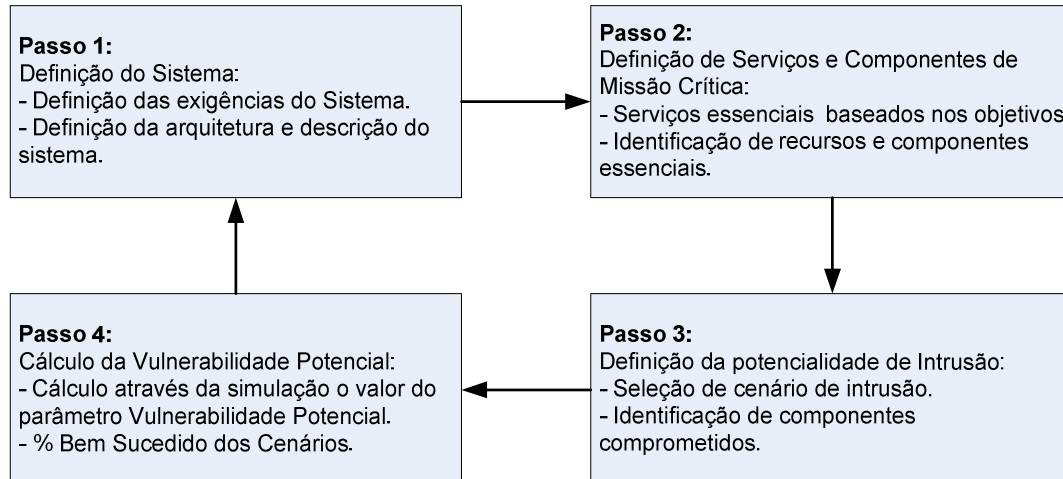 Passo 1:
Definição do Sistema:
- Definição das exigências do Sistema.
- Definição da arquitetura e descrição do
sistema.
Passo 2:
Definição de Serviços e Componentes de
Missão Crítica:
- Serviços essenciais baseados nos objetivos
- Identificação de recursos e componentes
essenciais.
Passo 3:
Definição da potencialidade de Intrusão:
- Seleção de cenário de intrusão.
- Identificação de componentes
comprometidos.
Passo 4:
Cálculo da Vulnerabilidade Potencial:
- Cálculo através da simulação o valor do
parâmetro Vulnerabilidade Potencial.
- % Bem Sucedido dos Cenários.